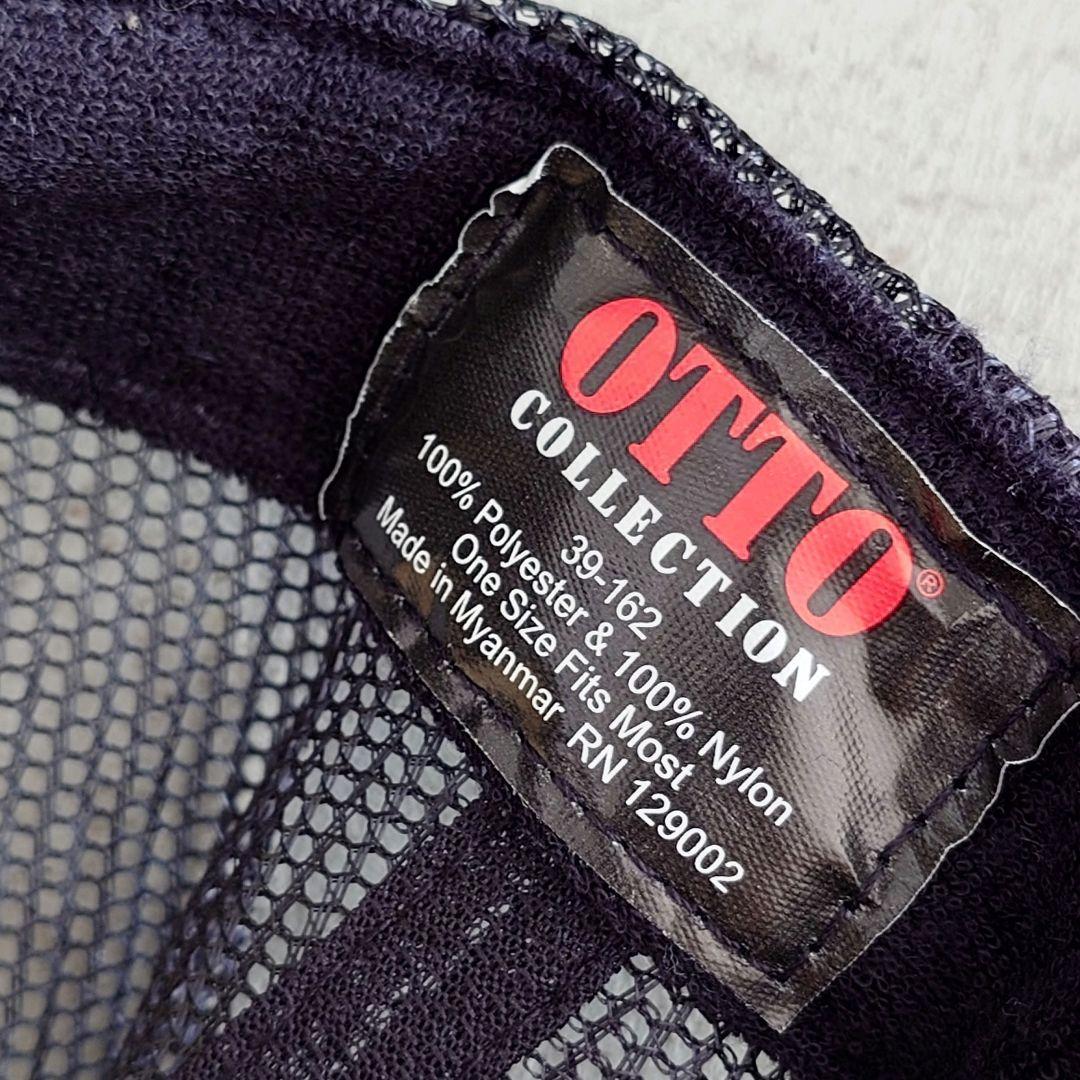 OTTO®
COLLECTION
39-162
100% Polyester & 100% Nylon
One Size Fits Most
Made in Myanmar RN 129002